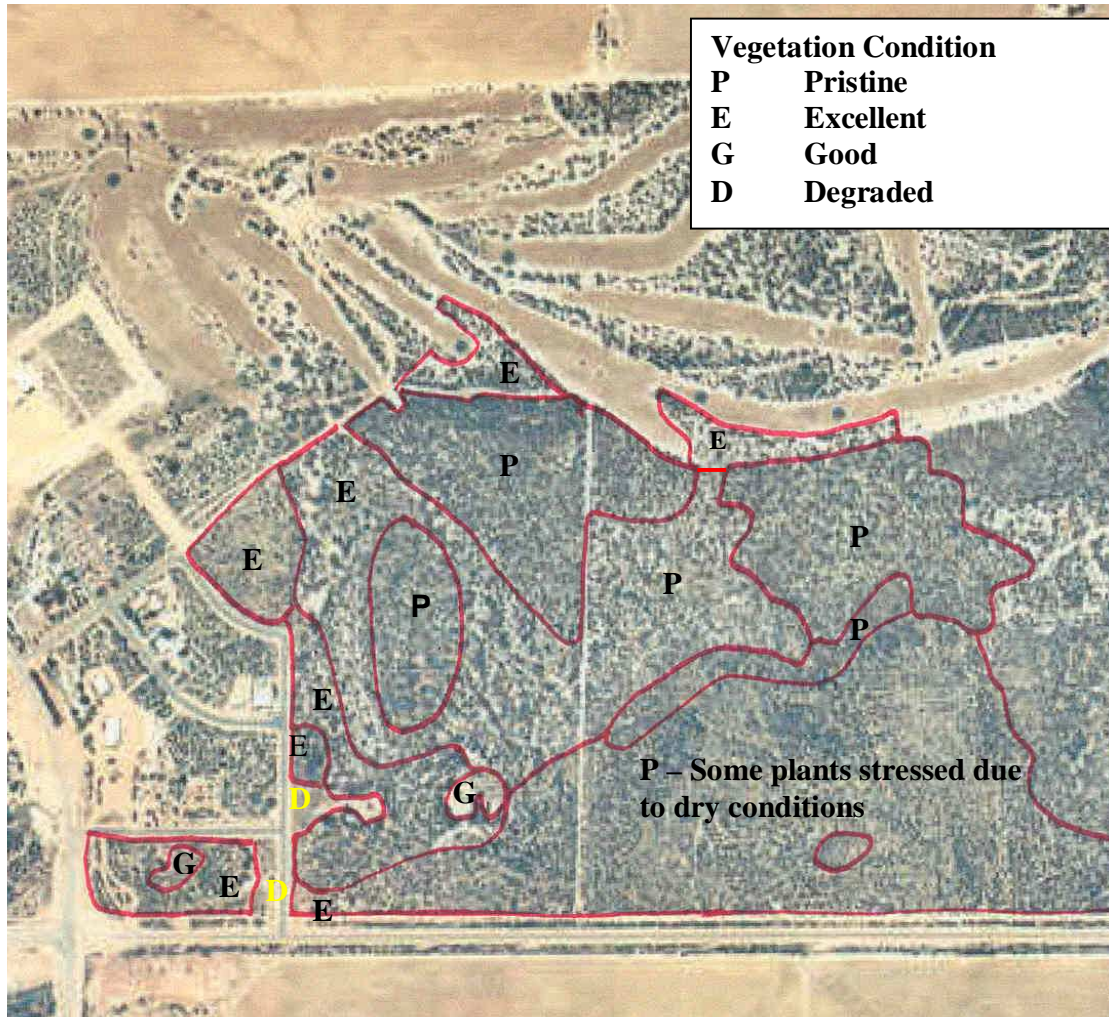 Vegetation Condition
P Pristine
E Excellent
G Good
D Degraded
E
E
P
E
P
E
P
P
P
E
E
P – Some plants stressed due
to dry conditions
G
D
G
E
D
E